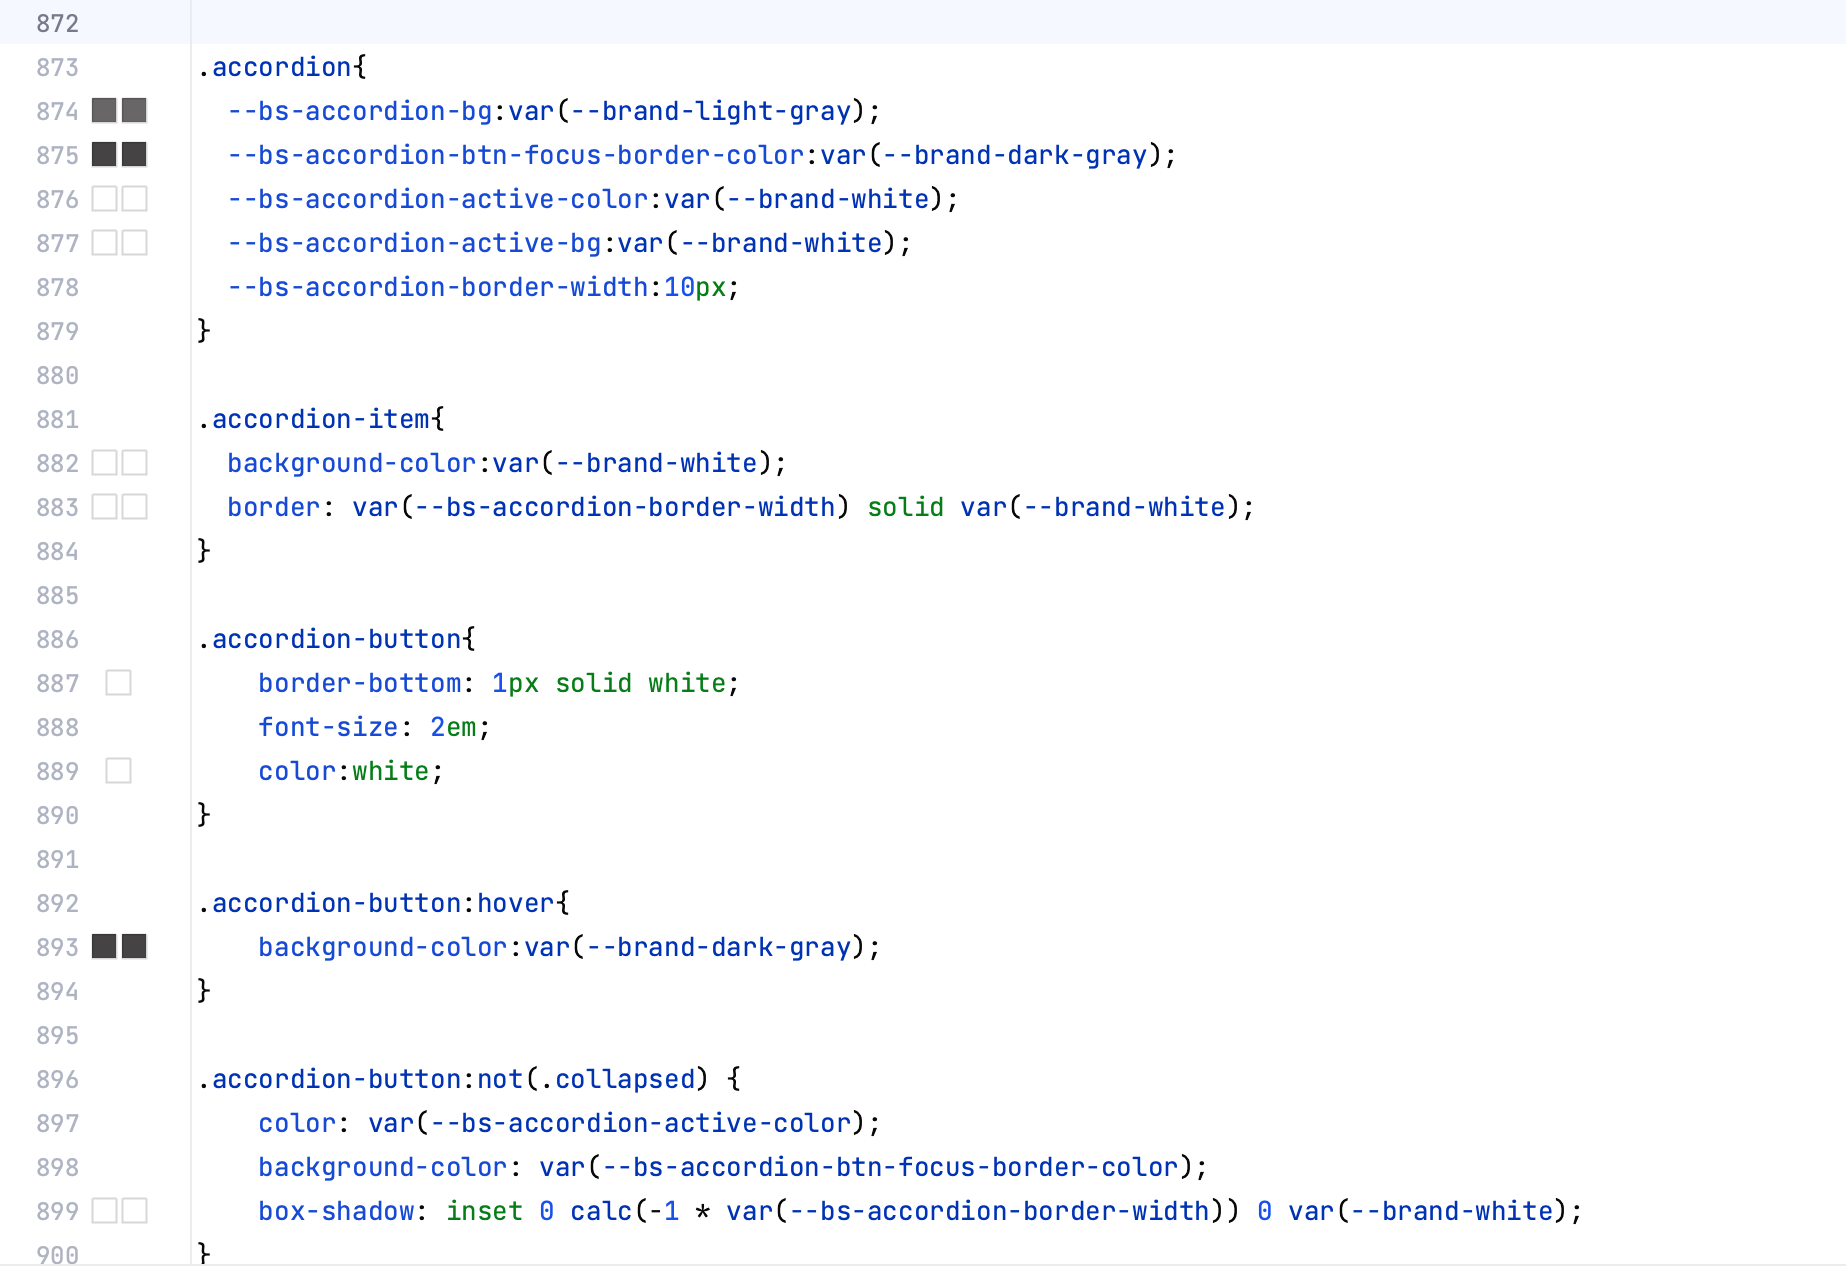 872
873 .accordion{
874   --bs-accordion-bg:var(--brand-light-gray);
875   --bs-accordion-btn-focus-border-color:var(--brand-dark-gray);
876   --bs-accordion-active-color:var(--brand-white);
877   --bs-accordion-active-bg:var(--brand-white);
878   --bs-accordion-border-width:10px;
879 }
880
881 .accordion-item{
882   background-color:var(--brand-white);
883   border: var(--bs-accordion-border-width) solid var(--brand-white);
884 }
885
886 .accordion-button{
887     border-bottom: 1px solid white;
888     font-size: 2em;
889     color:white;
890 }
891
892 .accordion-button:hover{
893     background-color:var(--brand-dark-gray);
894 }
895
896 .accordion-button:not(.collapsed) {
897     color: var(--bs-accordion-active-color);
898     background-color: var(--bs-accordion-btn-focus-border-color);
899     box-shadow: inset 0 calc(-1 * var(--bs-accordion-border-width)) 0 var(--brand-white);
900 }